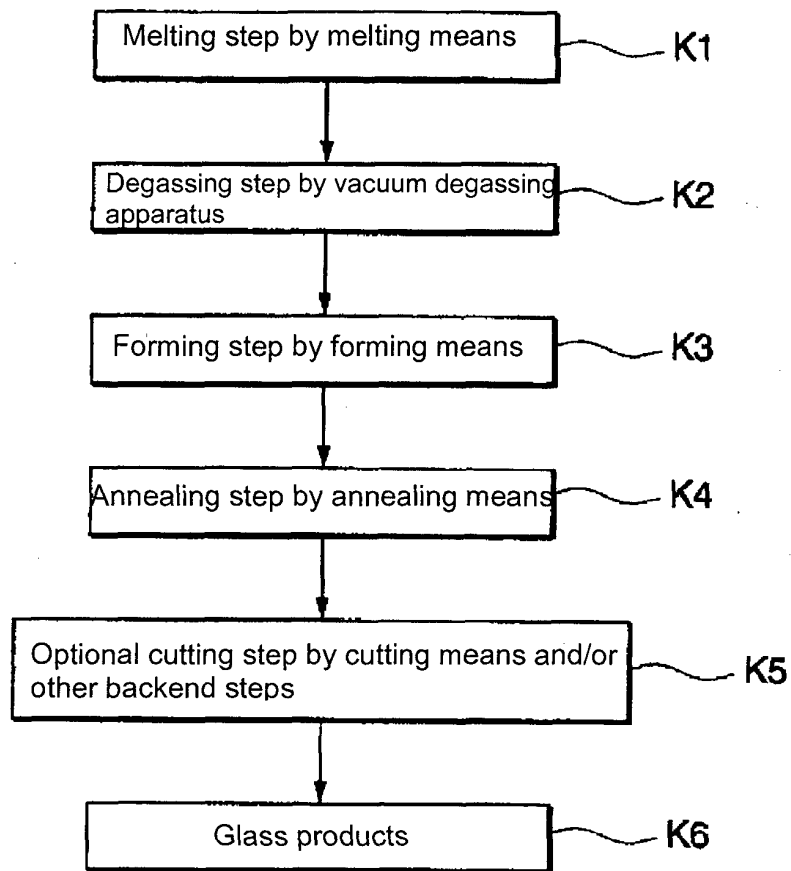 Melting step by melting means K1
Degassing step by vacuum degassing K2
apparatus
Forming step by forming means K3
Annealing step by annealing means K4
Optional cutting step by cutting means and/or
other backend steps K5
Glass products K6